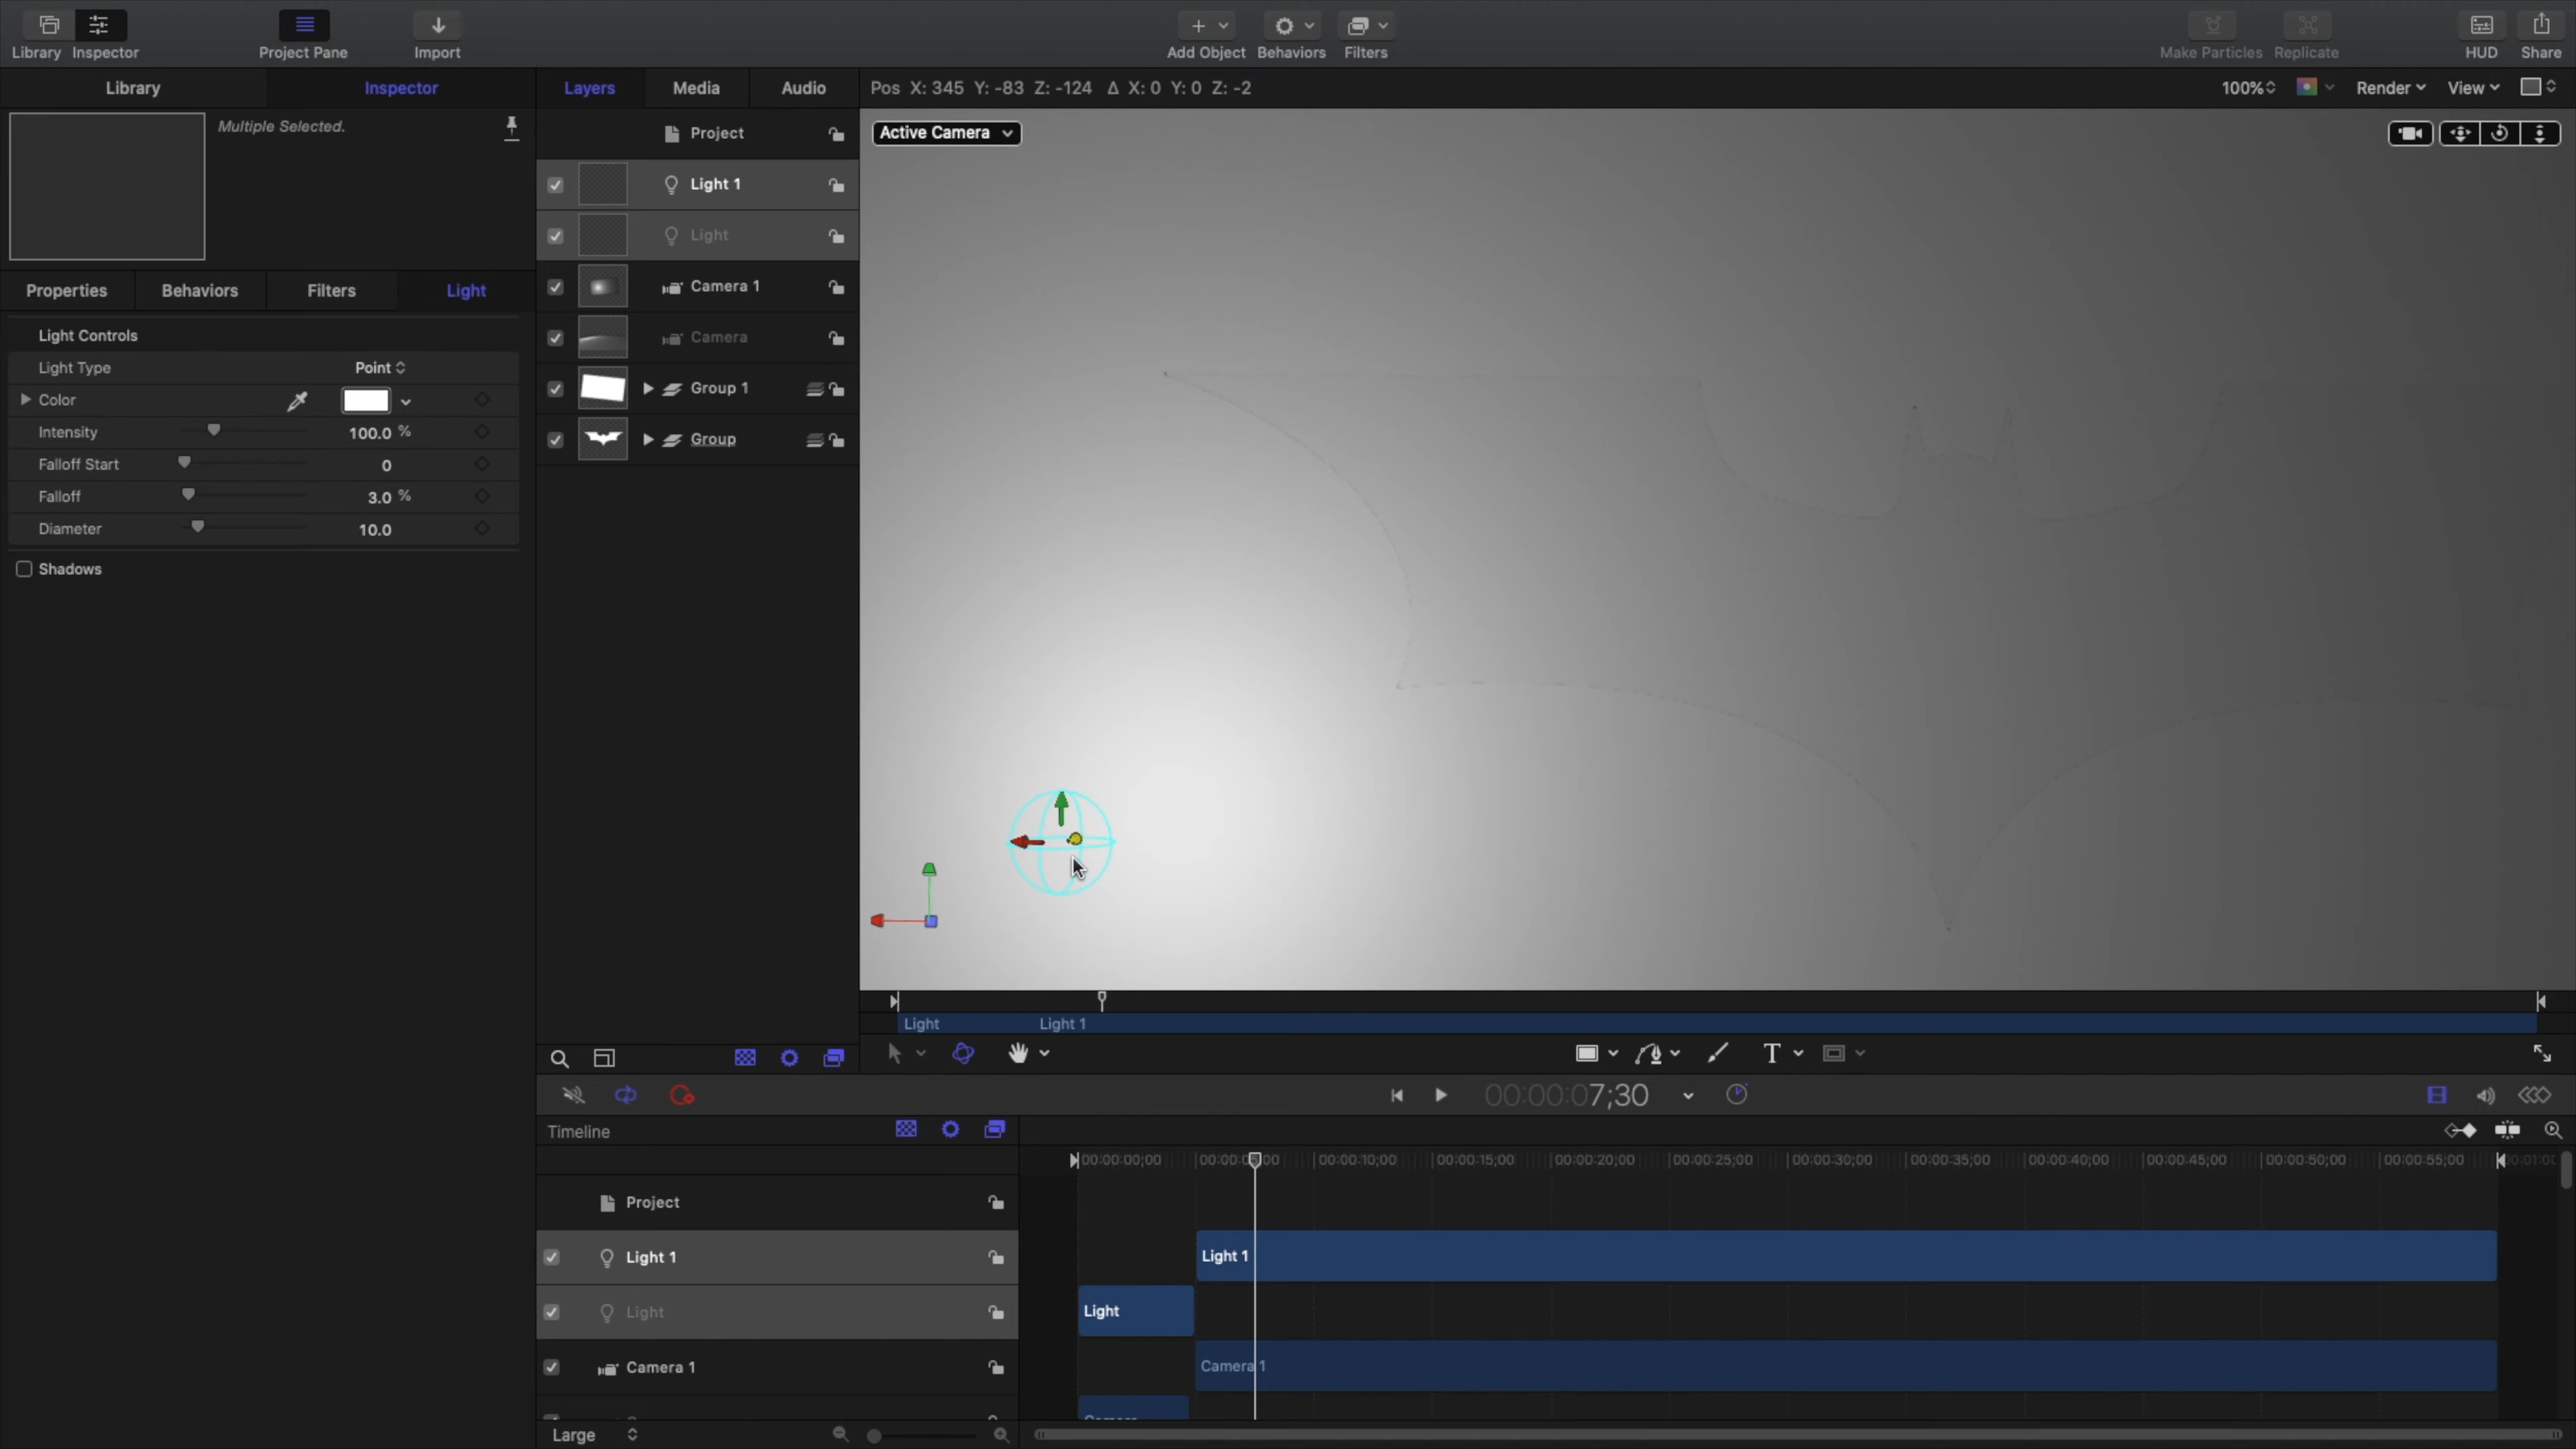 Library Inspector Project Pane Import Add Object Behaviors Filters Make Particles Replicate HUD Share
Library Inspector Layers Media Audio Pos X: 345 Y: -83 Z: -124 Δ X: 0 Y: 0 Z: -2 100% Render View
Multiple Selected.
Project
Active Camera
Light 1
Light
Properties Behaviors Filters Light
Camera 1
Light Controls
Camera
Light Type Point
Group 1
Color
Intensity 100.0 %
Group
Falloff Start 0
Falloff 3.0 %
Diameter 10.0
Shadows
Light Light 1
T
00:00:07;30
Timeline
00:00:00;00 00:00:10;00 00:00:15;00 00:00:20;00 00:00:25;00 00:00:30;00 00:00:35;00 00:00:40;00 00:00:45;00 00:00:50;00 00:00:55;00
Project
Light 1 Light 1
Light Light
Camera 1 Camera 1
Large